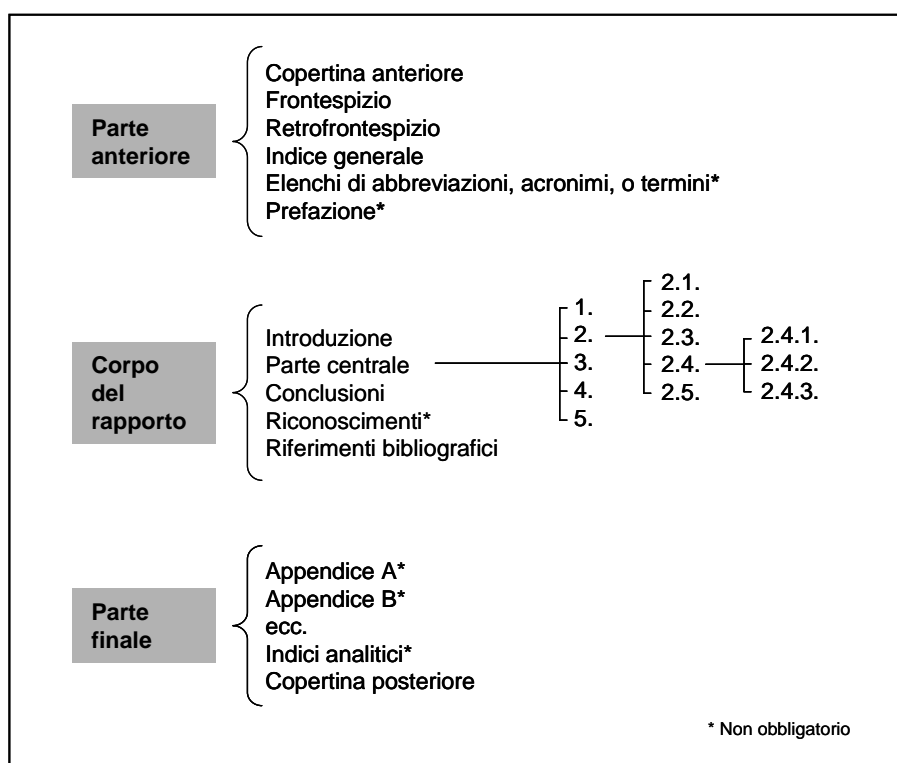 Parte
anteriore
Copertina anteriore
Frontespizio
Retrofrontespizio
Indice generale
Elenchi di abbreviazioni, acronimi, o termini*
Prefazione*
Corpo
del
rapporto
Introduzione
Parte centrale
Conclusioni
Riconoscimenti*
Riferimenti bibliografici
1.
2.
3.
4.
5.
2.1.
2.2.
2.3.
2.4.
2.5.
2.4.1.
2.4.2.
2.4.3.
Parte
finale
Appendice A*
Appendice B*
ecc.
Indici analitici*
Copertina posteriore
* Non obbligatorio